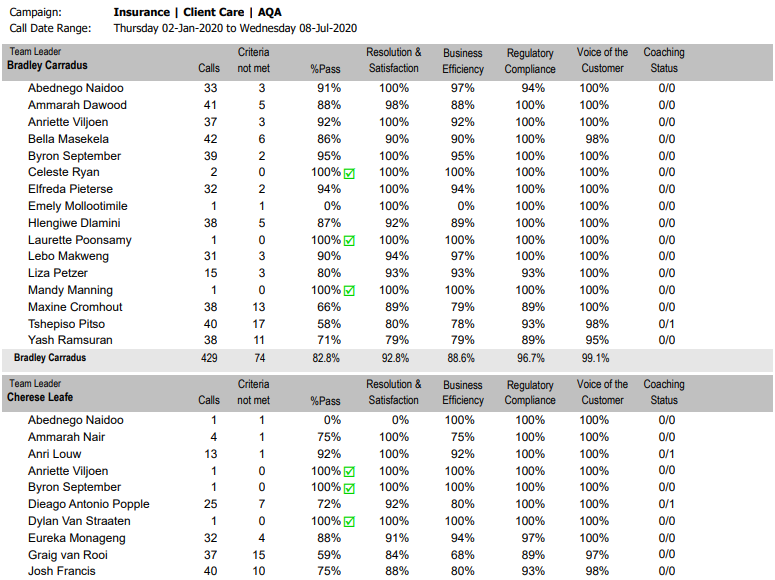 Campaign: Insurance | Client Care | AQA
Call Date Range: Thursday 02-Jan-2020 to Wednesday 08-Jul-2020
Team Leader Criteria Resolution & Business Regulatory Voice of the Coaching
Bradley Carradus Calls not met %Pass Satisfaction Efficiency Compliance Customer Status
Abednego Naidoo 33 3 91% 100% 97% 94% 100% 0/0
Ammarah Dawood 41 5 88% 98% 88% 100% 100% 0/0
Anriette Viljoen 37 3 92% 100% 92% 100% 100% 0/0
Bella Masekela 42 6 86% 90% 90% 100% 98% 0/0
Byron September 39 2 95% 100% 95% 100% 100% 0/0
Celeste Ryan 2 0 100% 100% 100% 100% 100% 0/0
Elfreda Pieterse 32 2 94% 100% 94% 100% 100% 0/0
Emely Mollootimile 1 1 0% 100% 0% 100% 100% 0/0
Hlengiwe Dlamini 38 5 87% 92% 89% 100% 100% 0/0
Laurette Poonsamy 1 0 100% 100% 100% 100% 100% 0/0
Lebo Makweng 31 3 90% 94% 97% 100% 100% 0/0
Liza Petzer 15 3 80% 93% 93% 93% 100% 0/0
Mandy Manning 1 0 100% 100% 100% 100% 100% 0/0
Maxine Cromhout 38 13 66% 89% 79% 89% 100% 0/0
Tshepiso Pitso 40 17 58% 80% 78% 93% 98% 0/1
Yash Ramsuran 38 11 71% 79% 79% 89% 95% 0/0
Bradley Carradus 429 74 82.8% 92.8% 88.6% 96.7% 99.1%
Team Leader Criteria Resolution & Business Regulatory Voice of the Coaching
Cherese Leafe Calls not met %Pass Satisfaction Efficiency Compliance Customer Status
Abednego Naidoo 1 1 0% 0% 100% 100% 100% 0/0
Ammarah Nair 4 1 75% 100% 75% 100% 100% 0/0
Anri Louw 13 1 92% 100% 92% 100% 100% 0/1
Anriette Viljoen 1 0 100% 100% 100% 100% 100% 0/0
Byron September 1 0 100% 100% 100% 100% 100% 0/0
Dieago Antonio Popple 25 7 72% 92% 80% 100% 100% 0/1
Dylan Van Straaten 1 0 100% 100% 100% 100% 100% 0/0
Eureka Monageng 32 4 88% 91% 94% 97% 100% 0/0
Graig van Rooi 37 15 59% 84% 68% 89% 97% 0/0
Josh Francis 40 10 75% 88% 80% 93% 98% 0/0